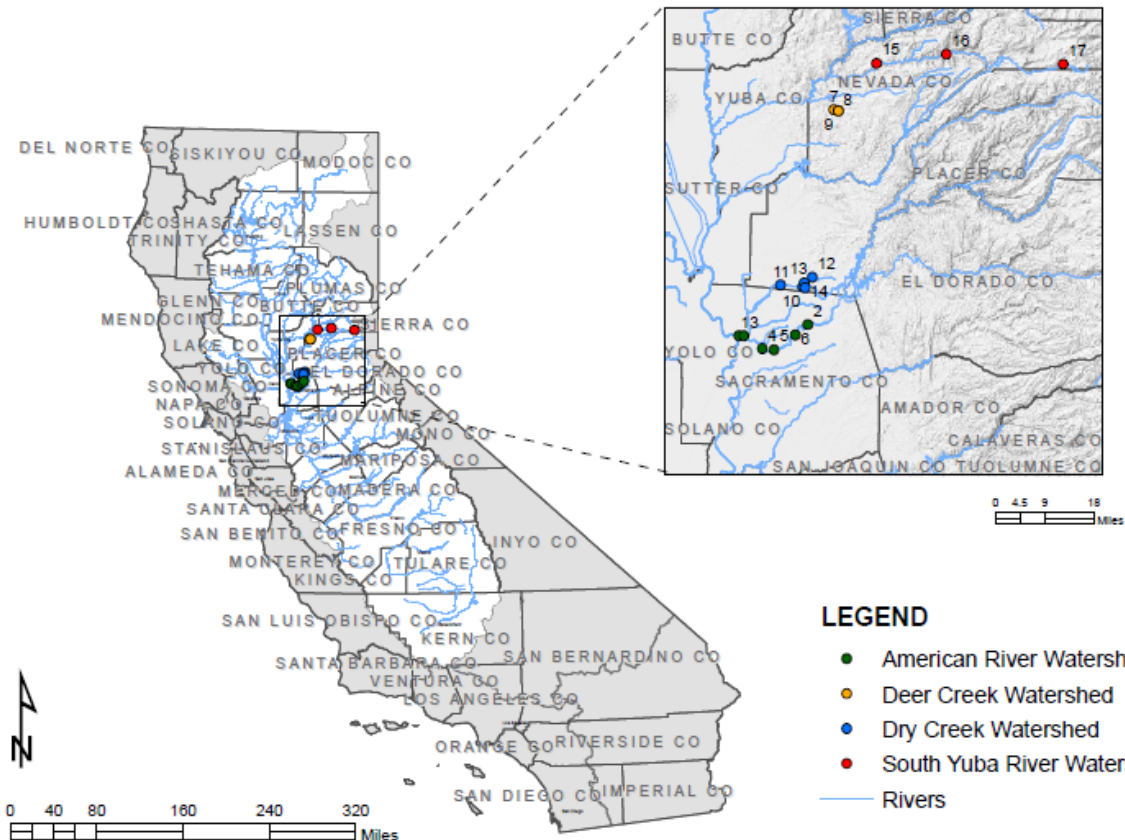 DEL NORTE CO
SISKIYOU CO
MODOC CO
HUMBOLDT CO
SHASTA CO
LASSEN CO
TRINITY CO
TEHAMA CO
PLUMAS CO
GLENN CO
BUTTE CO
MENDOCINO CO
SIERRA CO
LAKE CO
PLACER CO
YOLO CO
EL DORADO CO
SONOMA CO
ALPINE CO
NAPA CO
TUOLUMNE CO
SOLANO CO
MONO CO
STANISLAUS CO
MARIPOSA CO
ALAMEDA CO
MERCED CO
MADERA CO
SANTA CLARA CO
FRESNO CO
SAN BENITO CO
INYO CO
MONTEREY CO
TULARE CO
KINGS CO
SAN LUIS OBISPO CO
KERN CO
SANTA BARBARA CO
SAN BERNARDINO CO
VENTURA CO
LOS ANGELES CO
ORANGE CO
RIVERSIDE CO
SAN DIEGO CO
IMPERIAL CO
N
0 40 80 160 240 320
Miles
SIERRA CO
BUTTE CO
15
16
17
NEVADA CO
YUBA CO
7
8
9
PLACER CO
SUTTER CO
11
13
12
EL DORADO CO
10
14
2
13
4
5
6
YOLO CO
SACRAMENTO CO
AMADOR CO
SOLANO CO
CALAVERAS CO
SAN JOAQUIN CO
TUOLUMNE CO
0 4.5 9 18
Miles
LEGEND
American River Watersh
Deer Creek Watershed
Dry Creek Watershed
South Yuba River Waters
Rivers